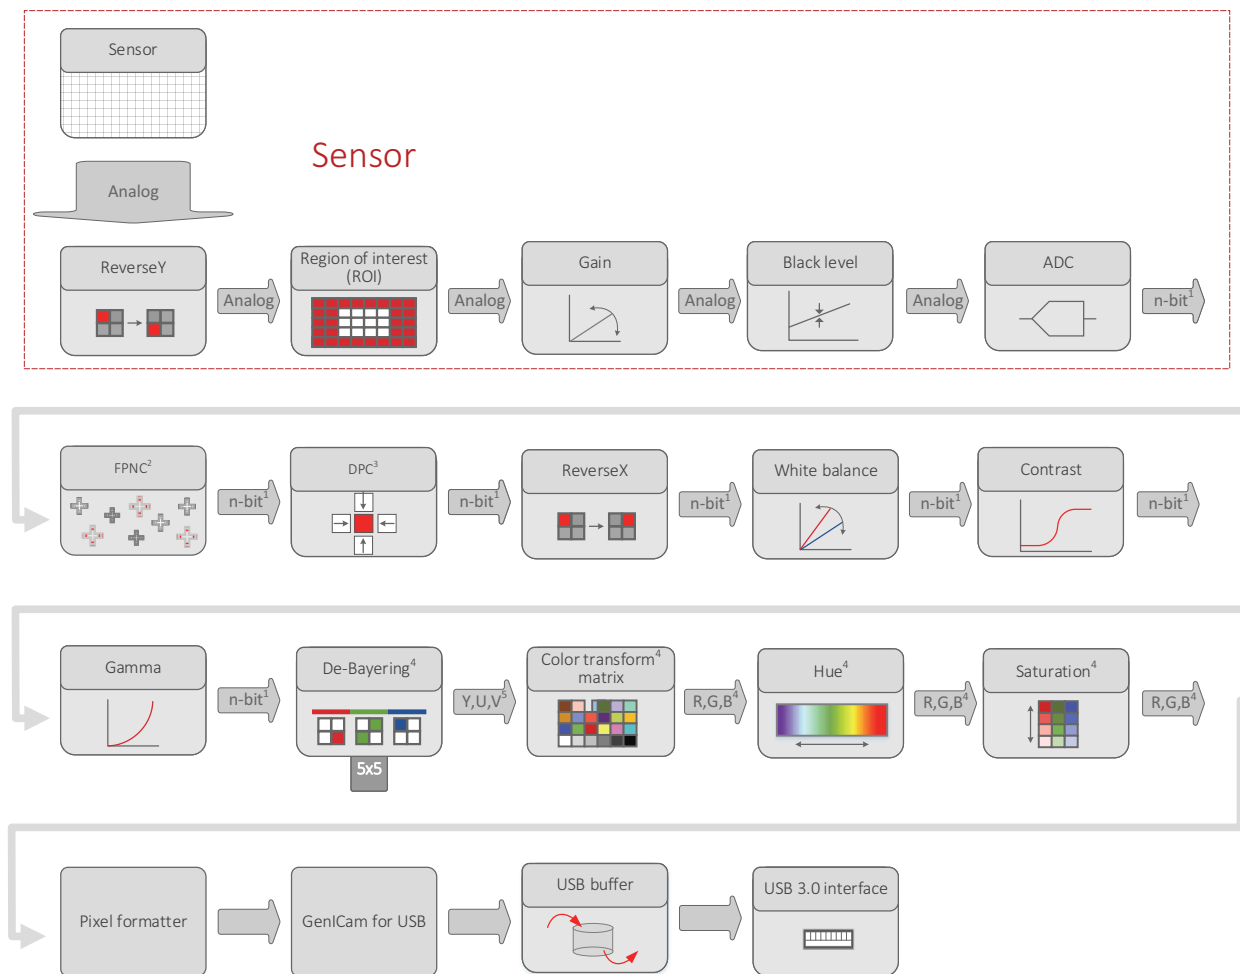 Sensor
Sensor
Analog
ReverseY
Analog
Region of interest
(ROI)
Analog
Gain
Analog
Black level
Analog
ADC
n-bit¹
FPNC²
n-bit¹
DPC³
n-bit¹
ReverseX
n-bit¹
White balance
n-bit¹
Contrast
n-bit¹
Gamma
n-bit¹
De-Bayering⁴
5x5
Y,U,V⁵
Color transform⁴
matrix
R,G,B⁴
Hue⁴
R,G,B⁴
Saturation⁴
R,G,B⁴
Pixel formatter
GenICam for USB
USB buffer
USB 3.0 interface